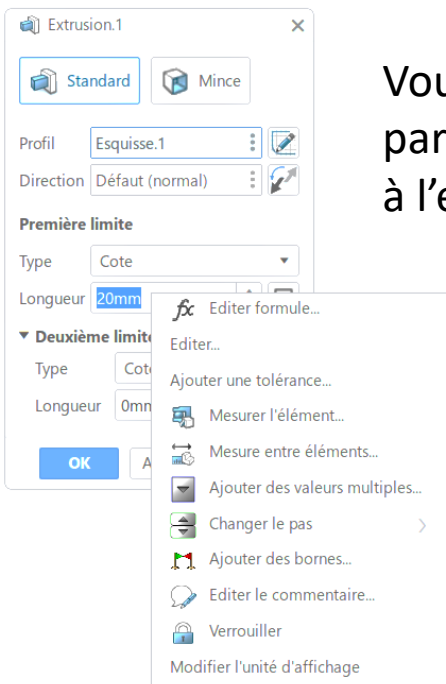 Extrusion.1
Standard
Mince
Profil Esquisse.1
Direction Défaut (normal)
Première limite
Type Cote
Longueur 20mm
Deuxième limite
Type
Longueur
OK
Editer formule...
Editer...
Ajouter une tolérance...
Mesurer l'élément...
Mesure entre éléments...
Ajouter des valeurs multiples...
Changer le pas
Ajouter des bornes...
Editer le commentaire...
Verrouiller
Modifier l'unité d'affichage